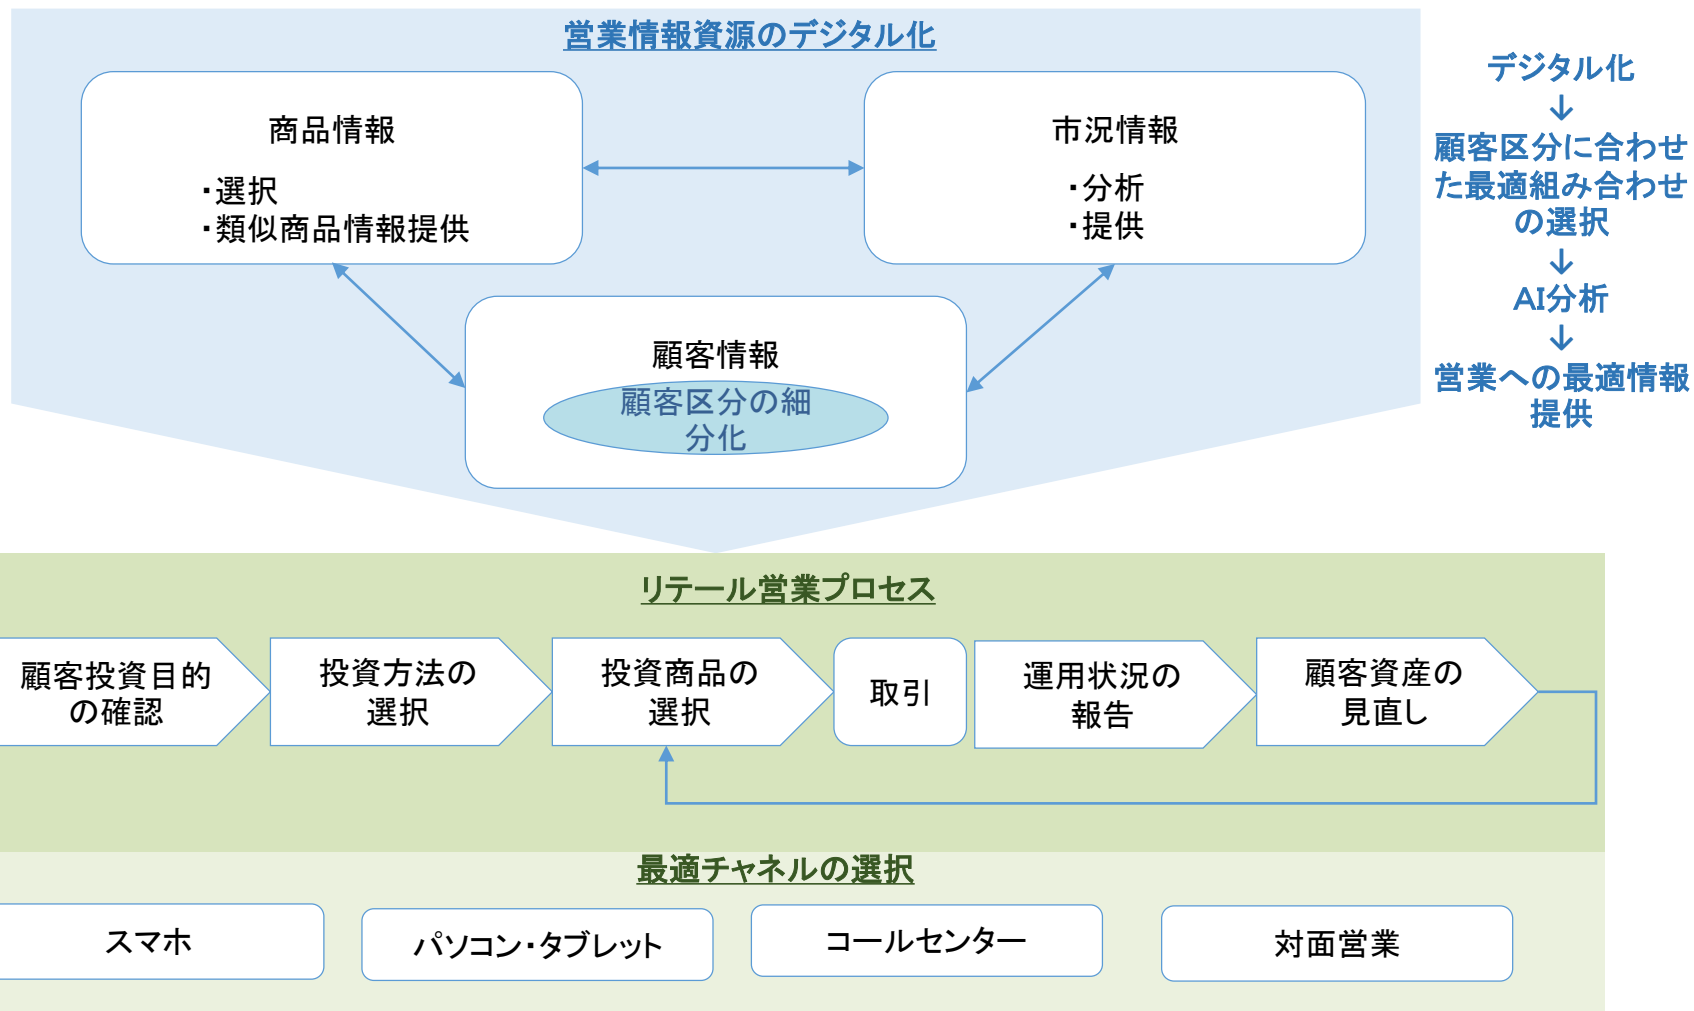 営業情報資源のデジタル化
商品情報
・選択
・類似商品情報提供
市況情報
・分析
・提供
顧客情報
顧客区分の細
分化
デジタル化
↓
顧客区分に合わせ
た最適組み合わせ
の選択
↓
AI分析
↓
営業への最適情報
提供
リテール営業プロセス
顧客投資目的
の確認
投資方法の
選択
投資商品の
選択
取引
運用状況の
報告
顧客資産の
見直し
最適チャネルの選択
スマホ
パソコン・タブレット
コールセンター
対面営業